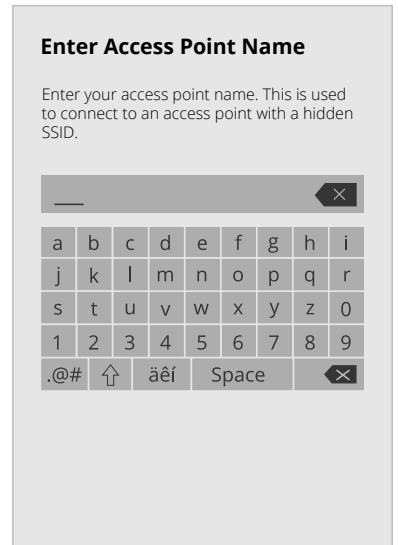 Enter Access Point Name
Enter your access point name. This is used
to connect to an access point with a hidden
SSID.
a b c d e f g h i
j k l m n o p q r
s t u v w x y z 0
1 2 3 4 5 6 7 8 9
.@# äêí Space